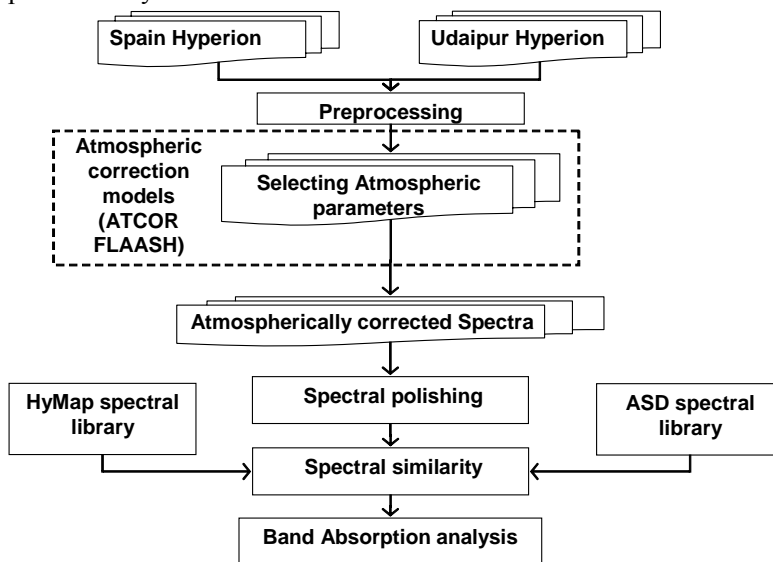 Spain Hyperion
Udaipur Hyperion
Preprocessing
Atmospheric
correction
models
(ATCOR
FLAASH)
Selecting Atmospheric
parameters
Atmospherically corrected Spectra
Spectral polishing
HyMap spectral
library
ASD spectral
library
Spectral similarity
Band Absorption analysis